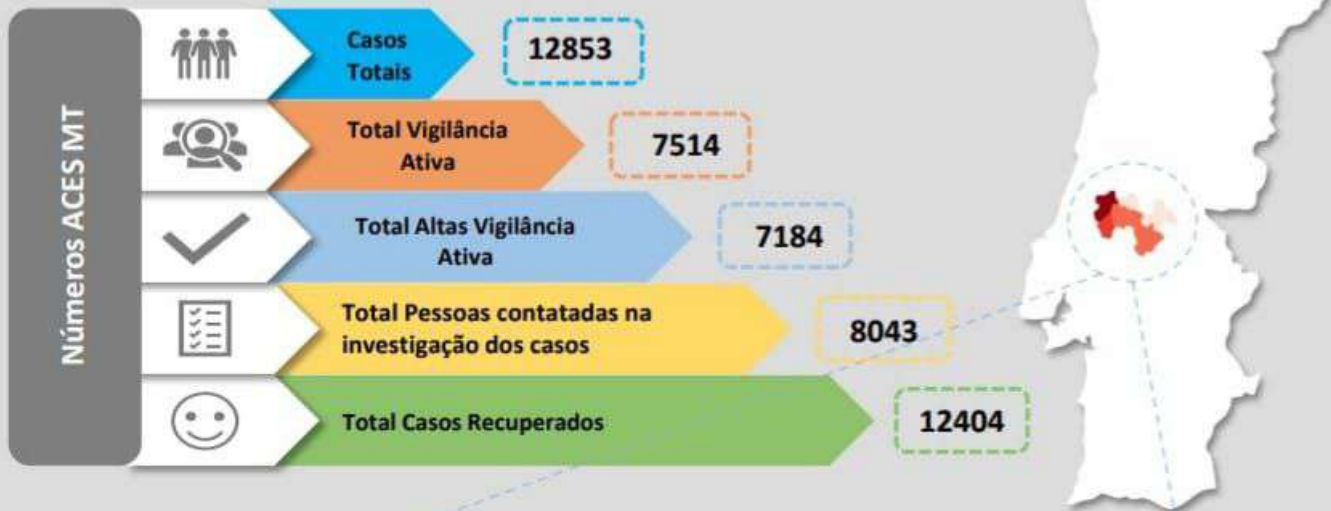 Números ACES MT
Casos
Totais
12853
Total Vigilância
Ativa
7514
Total Altas Vigilância
Ativa
7184
Total Pessoas contatadas na
investigação dos casos
8043
Total Casos Recuperados
12404